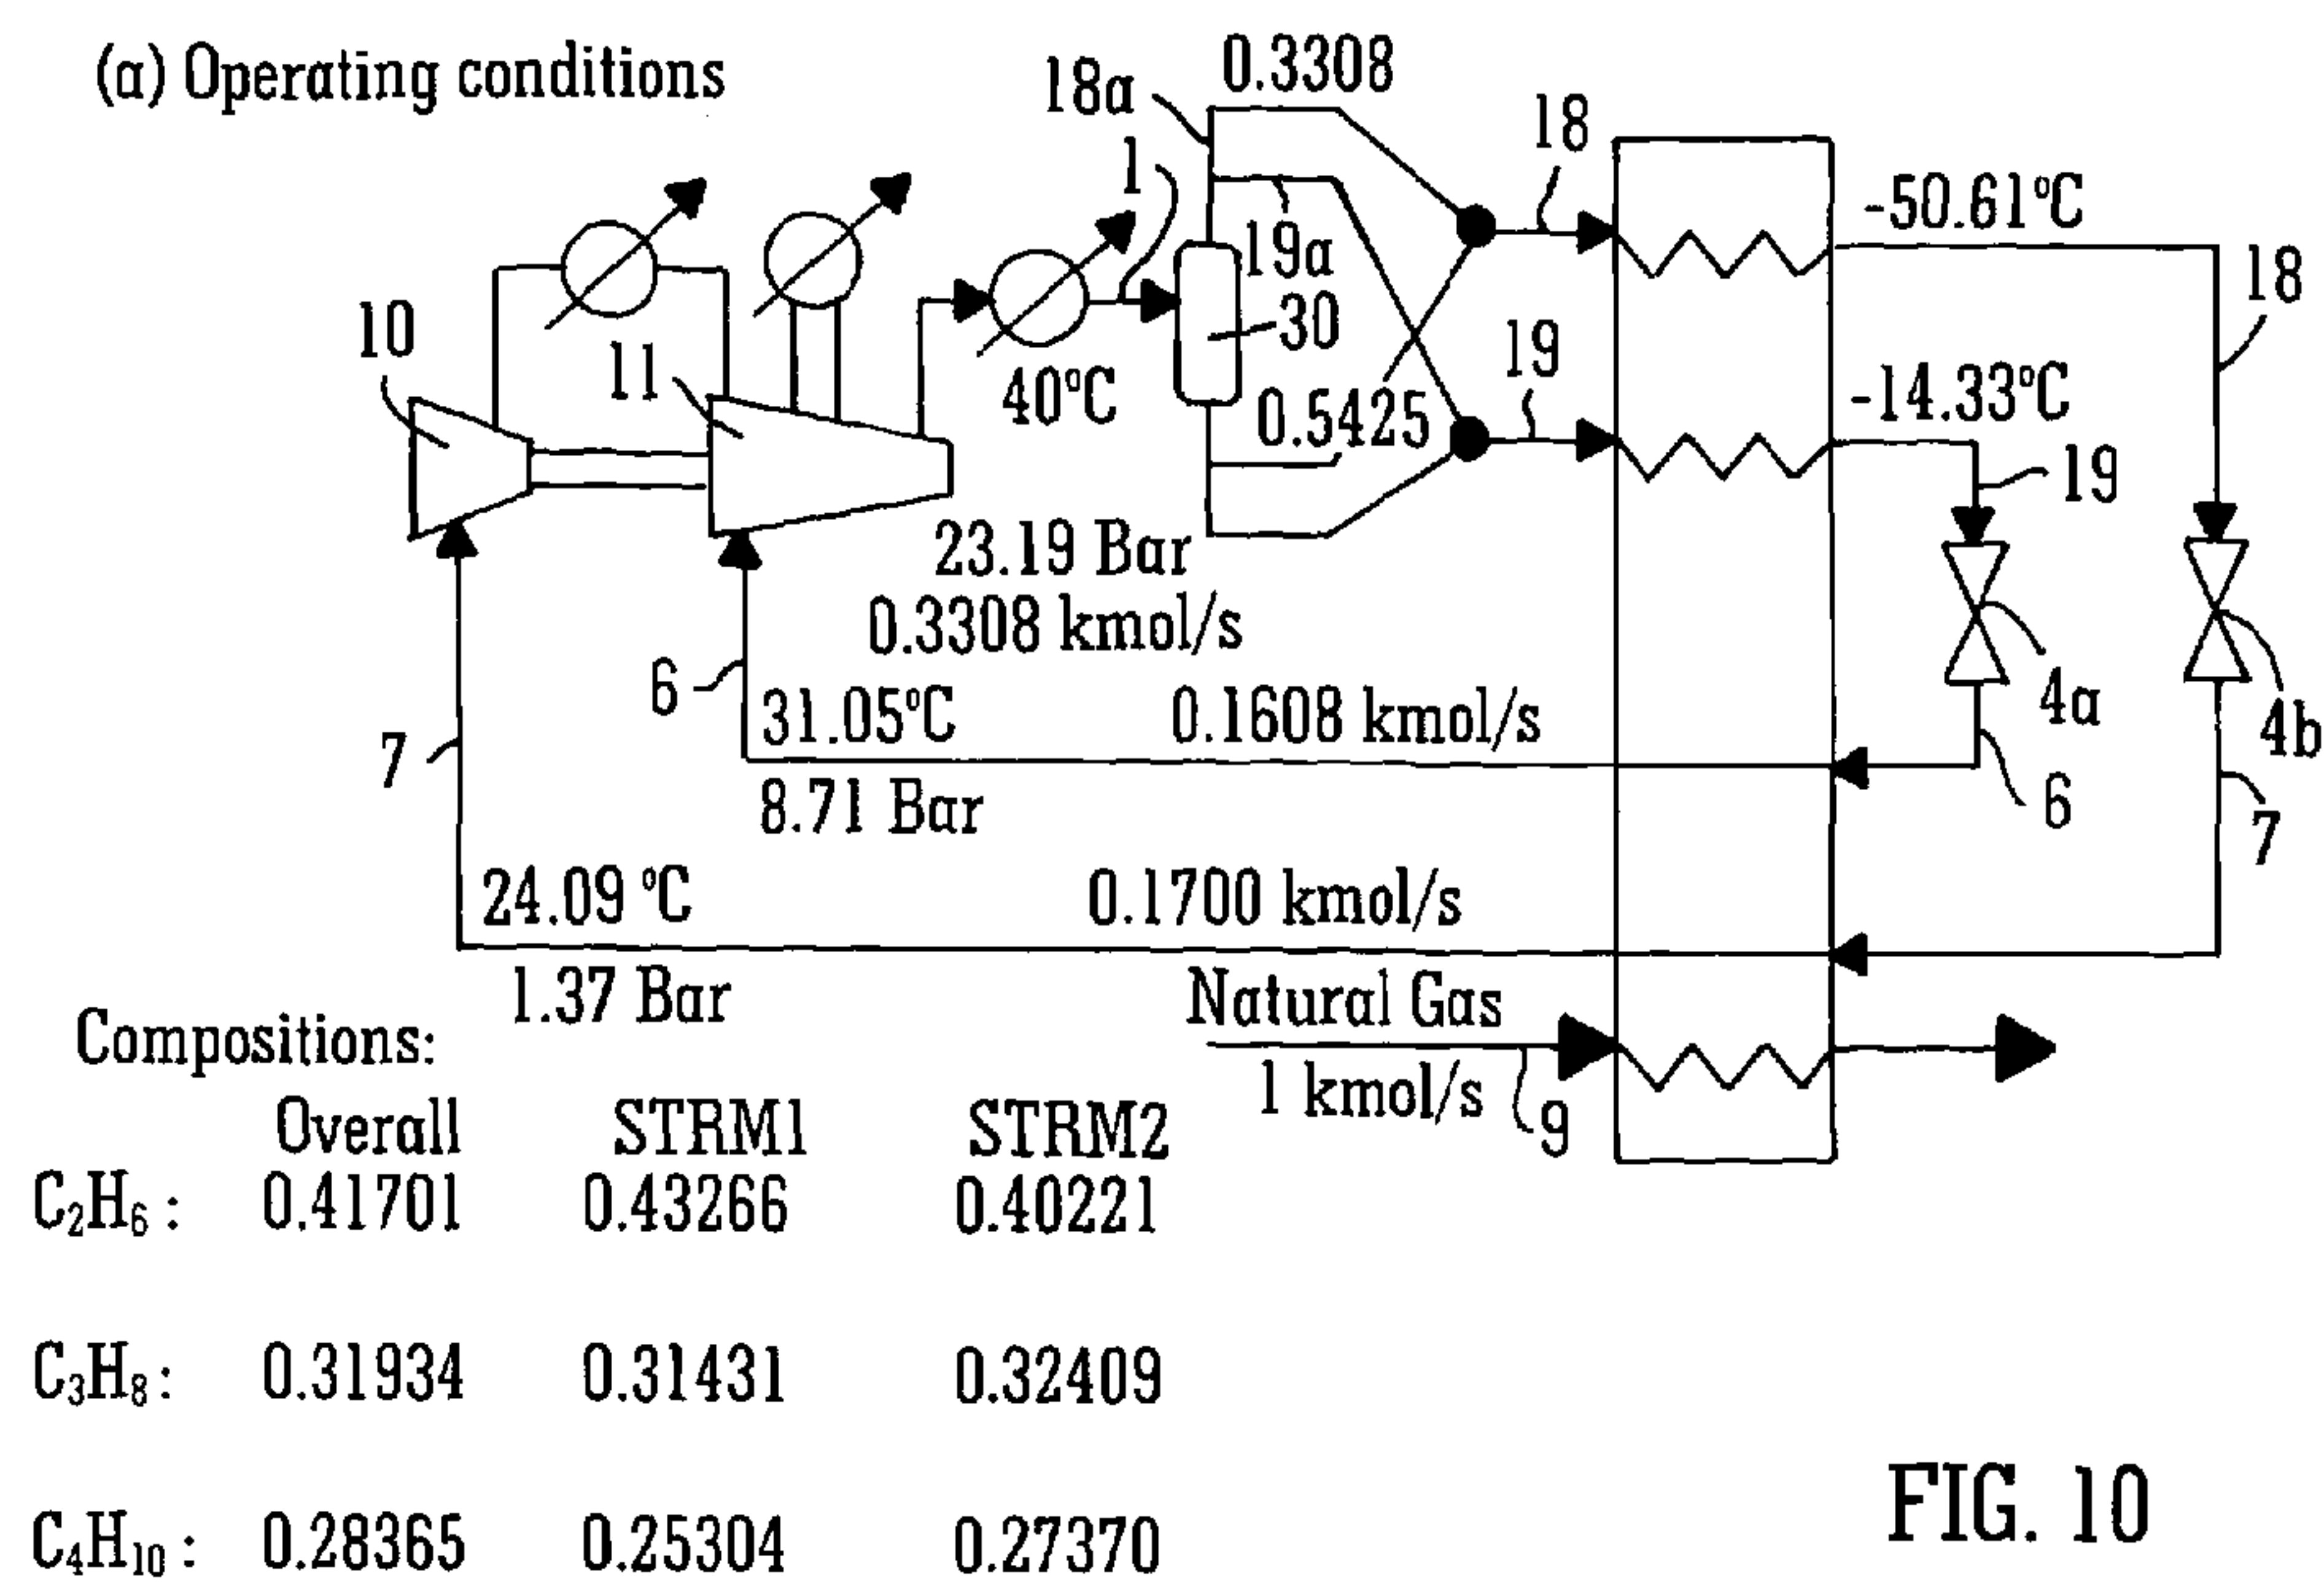 (a) Operating conditions
0.3308
18a
18
1
-50.61°C
19a
18
10
11
30
19
40°C
-14.33°C
0.5425
19
23.19 Bar
0.3308 kmol/s
6
31.05°C
0.1608 kmol/s
4a
4b
7
8.71 Bar
6
7
24.09 °C
0.1700 kmol/s
1.37 Bar
Natural Gas
1 kmol/s
9
Compositions:
Overall STRM1 STRM2
C₂H₆: 0.41701 0.43266 0.40221
C₃H₈: 0.31934 0.31431 0.32409
C₄H₁₀: 0.28365 0.25304 0.27370
FIG. 10